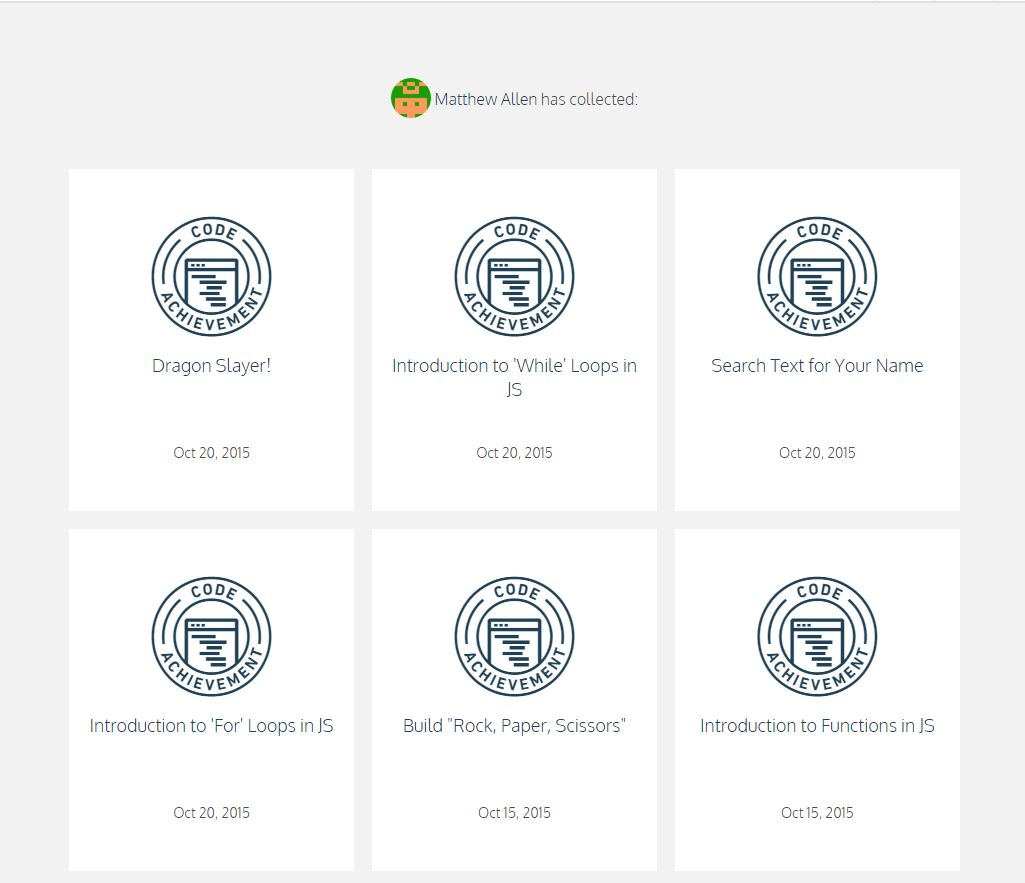 Matthew Allen has collected:
CODE
ACHIEVEMENT
CODE
ACHIEVEMENT
CODE
ACHIEVEMENT
Dragon Slayer!
Introduction to 'While' Loops in
JS
Search Text for Your Name
Oct 20, 2015
Oct 20, 2015
Oct 20, 2015
CODE
ACHIEVEMENT
CODE
ACHIEVEMENT
CODE
ACHIEVEMENT
Introduction to 'For' Loops in JS
Build "Rock, Paper, Scissors"
Introduction to Functions in JS
Oct 20, 2015
Oct 15, 2015
Oct 15, 2015